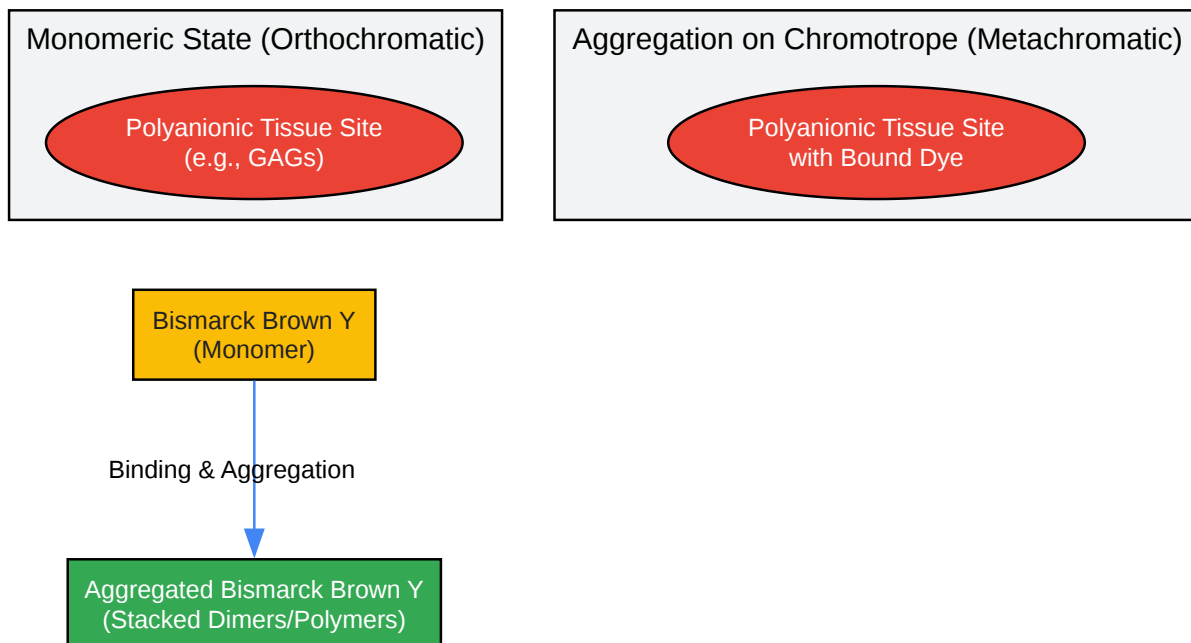 Monomeric State (Orthochromatic)
Polyanionic Tissue Site
(e.g., GAGs)
Aggregation on Chromotrope (Metachromatic)
Polyanionic Tissue Site
with Bound Dye
Bismarck Brown Y
(Monomer)
Binding & Aggregation
Aggregated Bismarck Brown Y
(Stacked Dimers/Polymers)